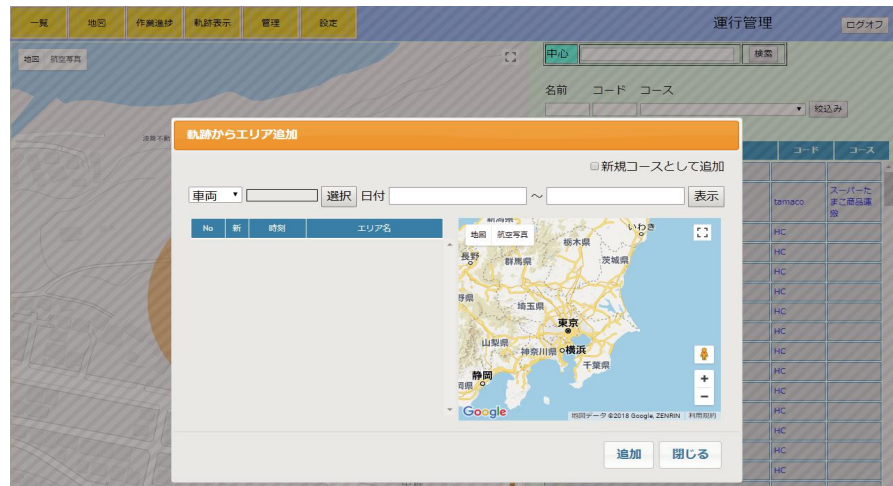 一覧 地図 作業進捗 軌跡表示 管理 設定 運行管理 ログオフ
地図 航空写真
中心 検索
名前 コード コース
絞込み
軌跡からエリア追加
コード コース
新規コースとして追加
車両 選択 日付 ～ 表示
tamaco スーパーた
まご商品運
搬
No 新 時刻 エリア名
地図 航空写真
いわき
栃木県
長野
群馬県
茨城県
埼玉県
東京
山梨県
神奈川県 横浜
千葉県
静岡
Google
地図データ ©2018 Google, ZENRIN 利用規約
HC
HC
HC
HC
HC
HC
HC
HC
HC
HC
HC
HC
HC
追加 閉じる